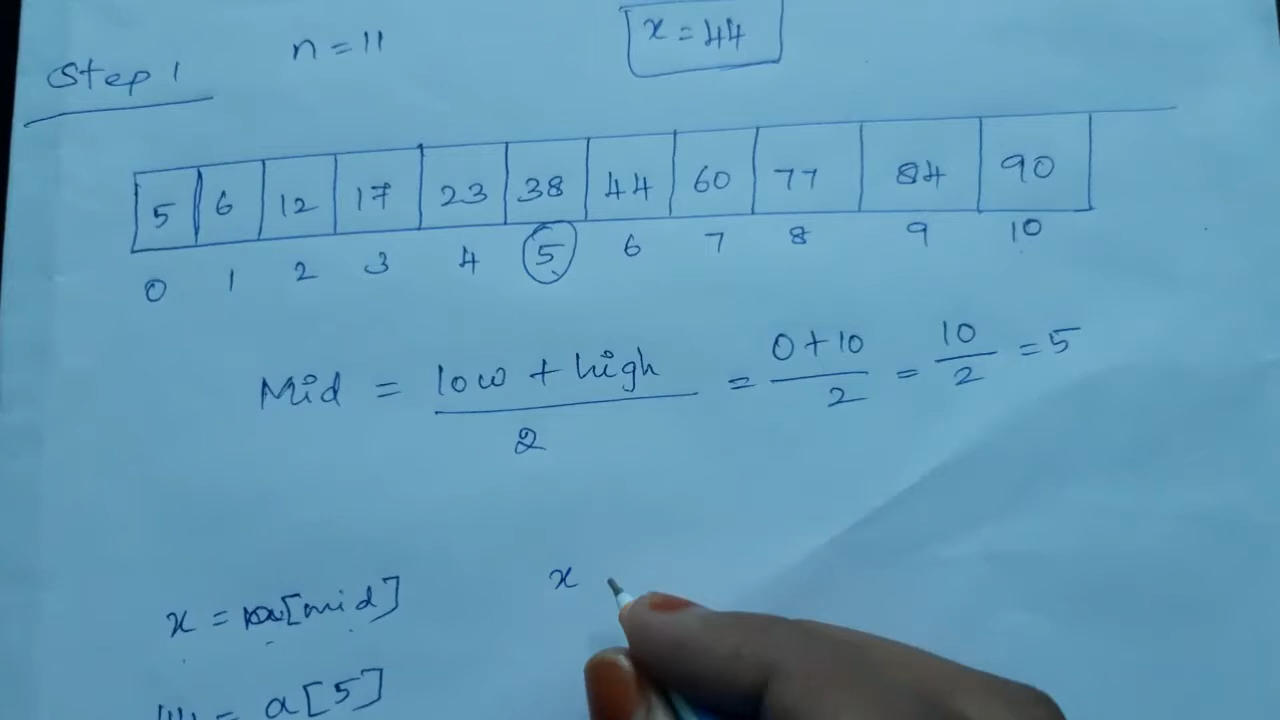 Step 1 n = 11 x = 44
5 6 12 17 23 38 44 60 77 84 90
0 1 2 3 4 5 6 7 8 9 10
Mid = low + high / 2 = 0 + 10 / 2 = 10 / 2 = 5
x = a[mid] x
= a[5]